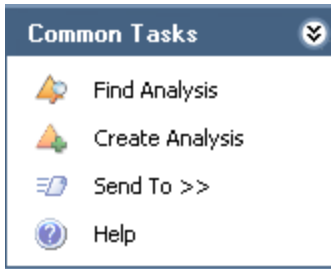 Common Tasks
Find Analysis
Create Analysis
Send To >>
Help